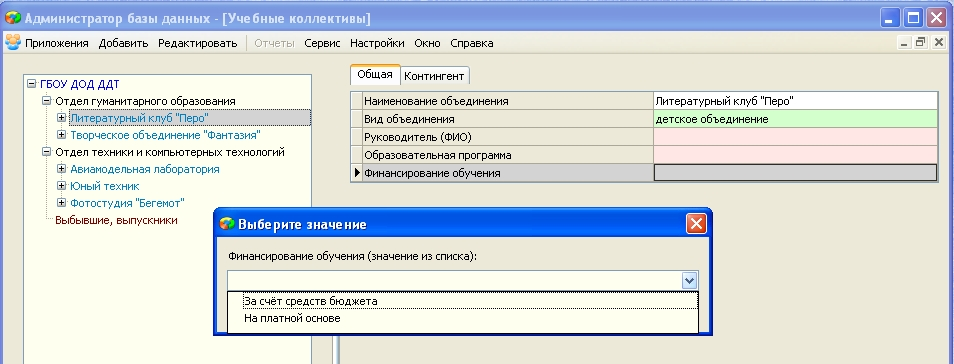 Администратор базы данных - [Учебные коллективы]
Приложения Добавить Редактировать Отчеты Сервис Настройки Окно Справка
ГБОУ ДОД ДДТ
Отдел гуманитарного образования
Литературный клуб "Перо"
Творческое объединение "Фантазия"
Отдел техники и компьютерных технологий
Авиамодельная лаборатория
Юный техник
Фотостудия "Бегемот"
Выбывшие, выпускники
Общая Контингент
Наименование объединения Литературный клуб "Перо"
Вид объединения детское объединение
Руководитель (ФИО)
Образовательная программа
Финансирование обучения
Выберите значение
Финансирование обучения (значение из списка):
За счёт средств бюджета
На платной основе